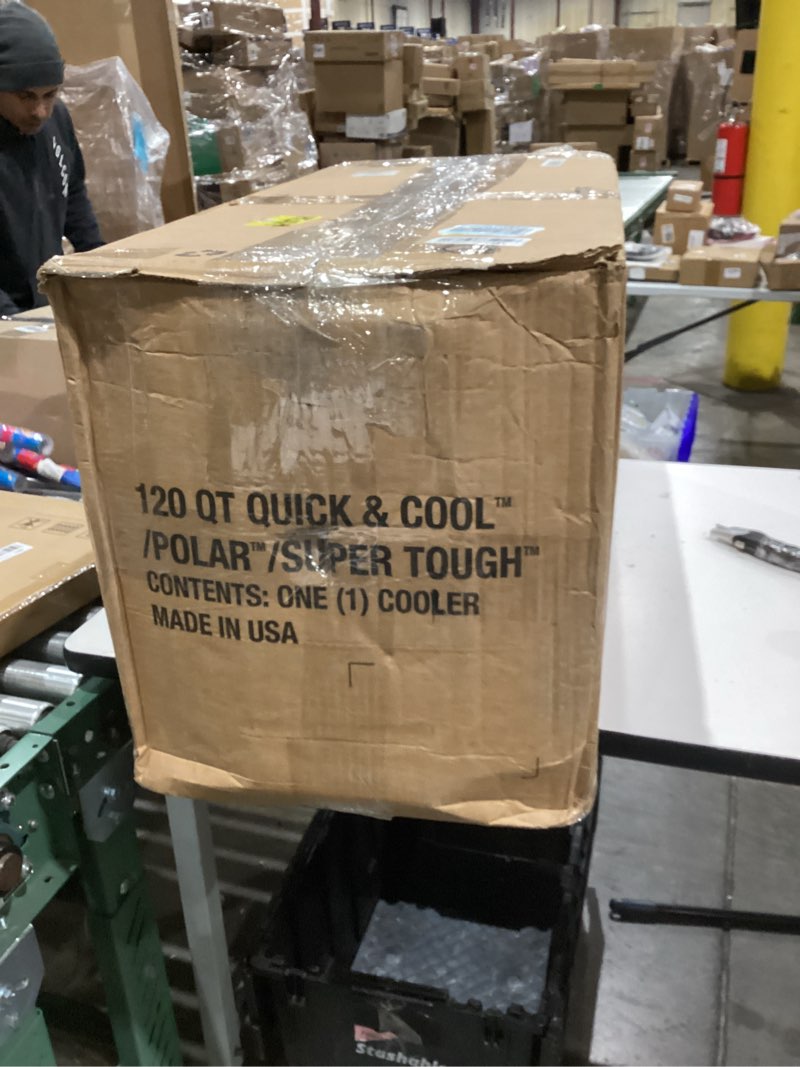 120 QT QUICK & COOL™
/POLAR™/SUPER TOUGH™
CONTENTS: ONE (1) COOLER
MADE IN USA